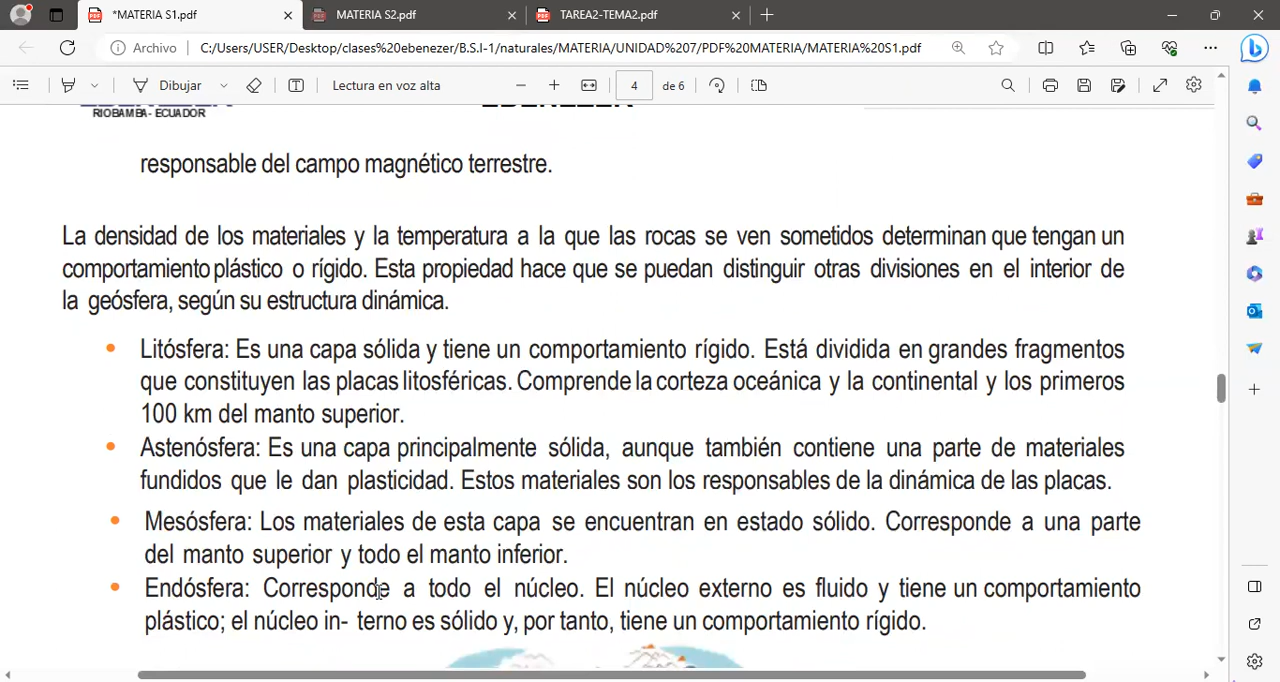 *MATERIA S1.pdf
MATERIA S2.pdf
TAREA2-TEMA2.pdf
Archivo
C:/Users/USER/Desktop/clases%20ebenezer/B.S.I-1/naturales/MATERIA/UNIDAD%207/PDF%20MATERIA/MATERIA%20S1.pdf
Dibujar
Lectura en voz alta
4
de 6
RIOBAMBA- ECUADOR
responsable del campo magnético terrestre.
La densidad de los materiales y la temperatura a la que las rocas se ven sometidos determinan que tengan un
comportamiento plástico o rígido. Esta propiedad hace que se puedan distinguir otras divisiones en el interior de
la geósfera, según su estructura dinámica.
• Litósfera: Es una capa sólida y tiene un comportamiento rígido. Está dividida en grandes fragmentos
que constituyen las placas litosféricas. Comprende la corteza oceánica y la continental y los primeros
100 km del manto superior.
• Astenósfera: Es una capa principalmente sólida, aunque también contiene una parte de materiales
fundidos que le dan plasticidad. Estos materiales son los responsables de la dinámica de las placas.
• Mesósfera: Los materiales de esta capa se encuentran en estado sólido. Corresponde a una parte
del manto superior y todo el manto inferior.
• Endósfera: Corresponde a todo el núcleo. El núcleo externo es fluido y tiene un comportamiento
plástico; el núcleo in- terno es sólido y, por tanto, tiene un comportamiento rígido.